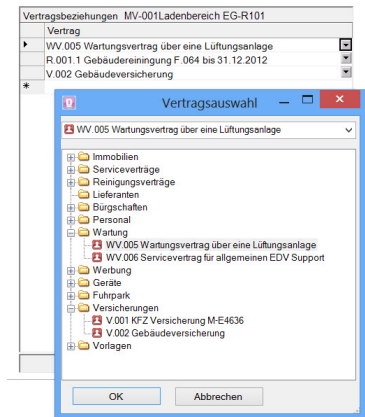 Vertragsbeziehungen MV-001Ladenbereich EG-R101
Vertrag
WV.005 Wartungsvertrag über eine Lüftungsanlage
R.001.1 Gebäudereiningung F.064 bis 31.12.2012
V.002 Gebäudeversicherung
Vertragsauswahl
WV.005 Wartungsvertrag über eine Lüftungsanlage
Immobilien
Serviceverträge
Reinigungsverträge
Lieferanten
Bürgschaften
Personal
Wartung
WV.005 Wartungsvertrag über eine Lüftungsanlage
WV.006 Servicevertrag für allgemeinen EDV Support
Werbung
Geräte
Fuhrpark
Versicherungen
V.001 KFZ Versicherung M-E4636
V.002 Gebäudeversicherung
Vorlagen
OK Abbrechen